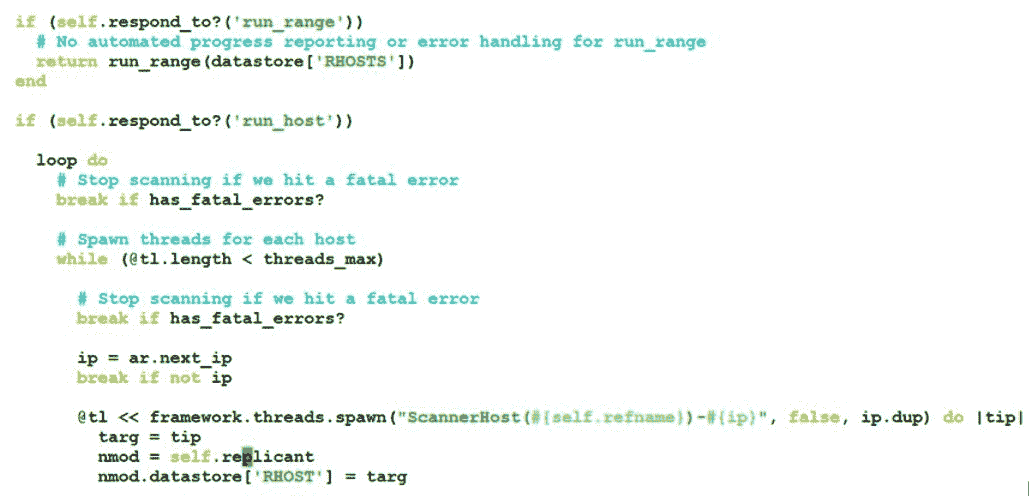 if (self.respond_to?('run_range'))
# No automated progress reporting or error handling for run_range
return run_range(datastore['RHOSTS'])
end
if (self.respond_to?('run_host'))
loop do
# Stop scanning if we hit a fatal error
break if has_fatal_errors?
# Spawn threads for each host
while (@tl.length < threads_max)
# Stop scanning if we hit a fatal error
break if has_fatal_errors?
ip = ar.next_ip
break if not ip
@tl << framework.threads.spawn("ScannerHost(#{self.refname})-#{ip}", false, ip.dup) do |tip|
targ = tip
nmod = self.replicant
nmod.datastore['RHOST'] = targ